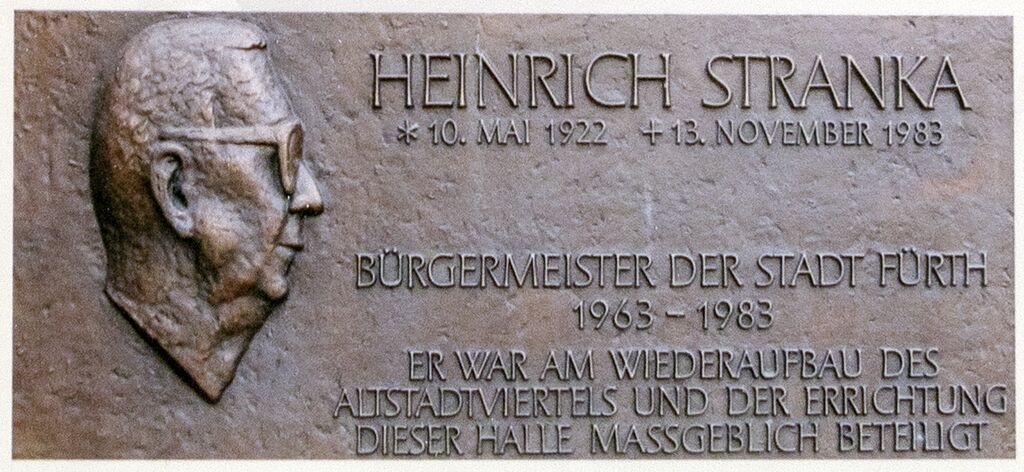 HEINRICH STRANKA
* 10. MAI 1922 + 13. NOVEMBER 1983
BÜRGERMEISTER DER STADT FÜRTH
1963 - 1983
ER WAR AM WIEDERAUFBAU DES
ALTSTADTVIERTELS UND DER ERRICHTUNG
DIESER HALLE MASSGEBLICH BETEILIGT